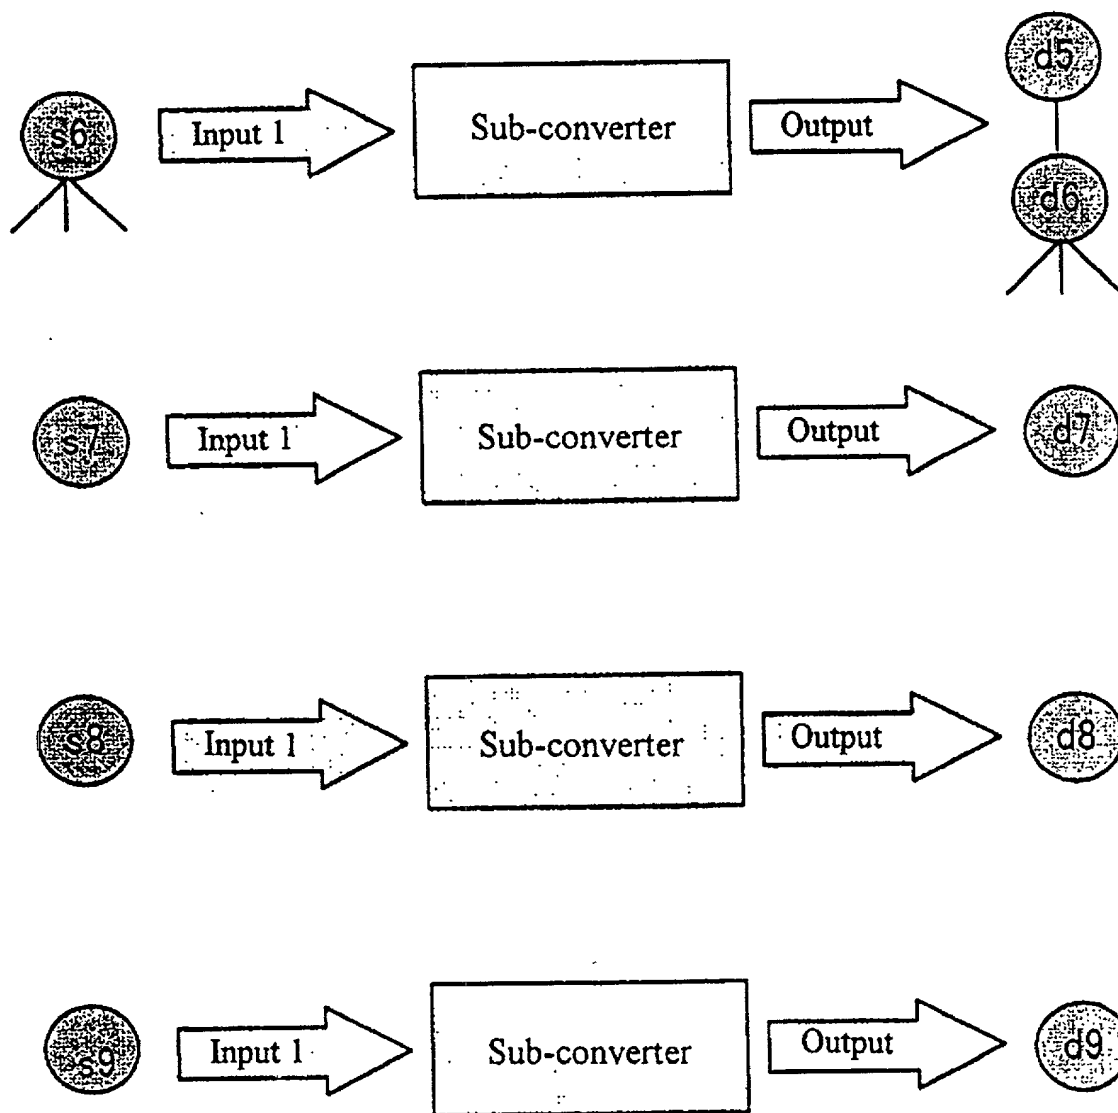 d5
s6 Input 1 Sub-converter Output
d6
s7 Input 1 Sub-converter Output d7
s8 Input 1 Sub-converter Output d8
s9 Input 1 Sub-converter Output d9